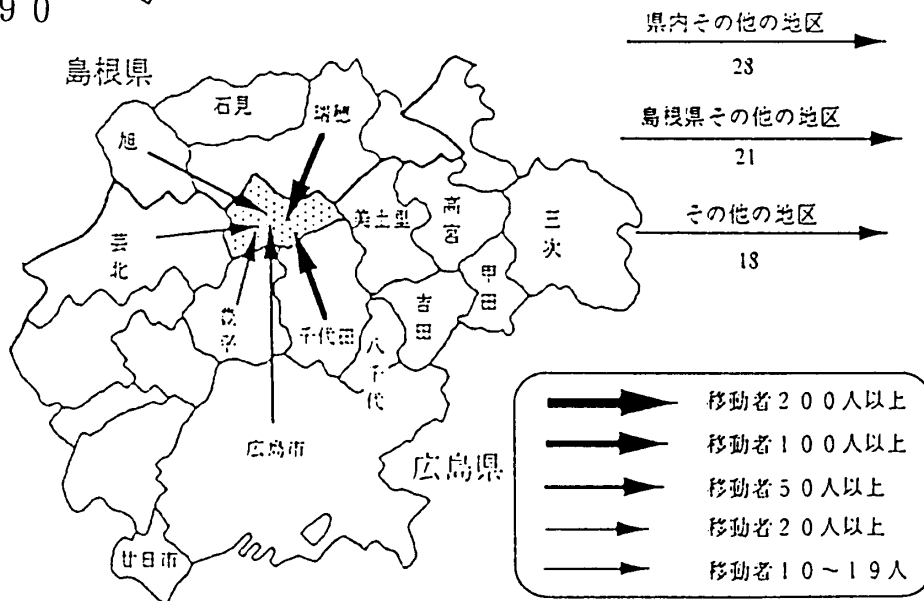 90
県内その他の地区
28
島根県
石見
瑞穂
旭
島根県その他の地区
21
美土里
高宮
三次
その他の地区
18
芸北
甲田
吉田
豊平
千代田
八千代
移動者200人以上
移動者100人以上
広島市
広島県
移動者50人以上
移動者20人以上
廿日市
移動者10~19人